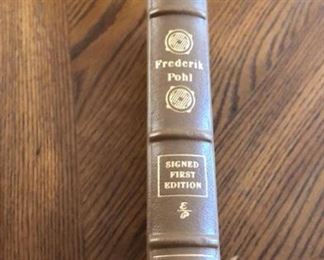 Frederik
Pohl
SIGNED
FIRST
EDITION
E
P